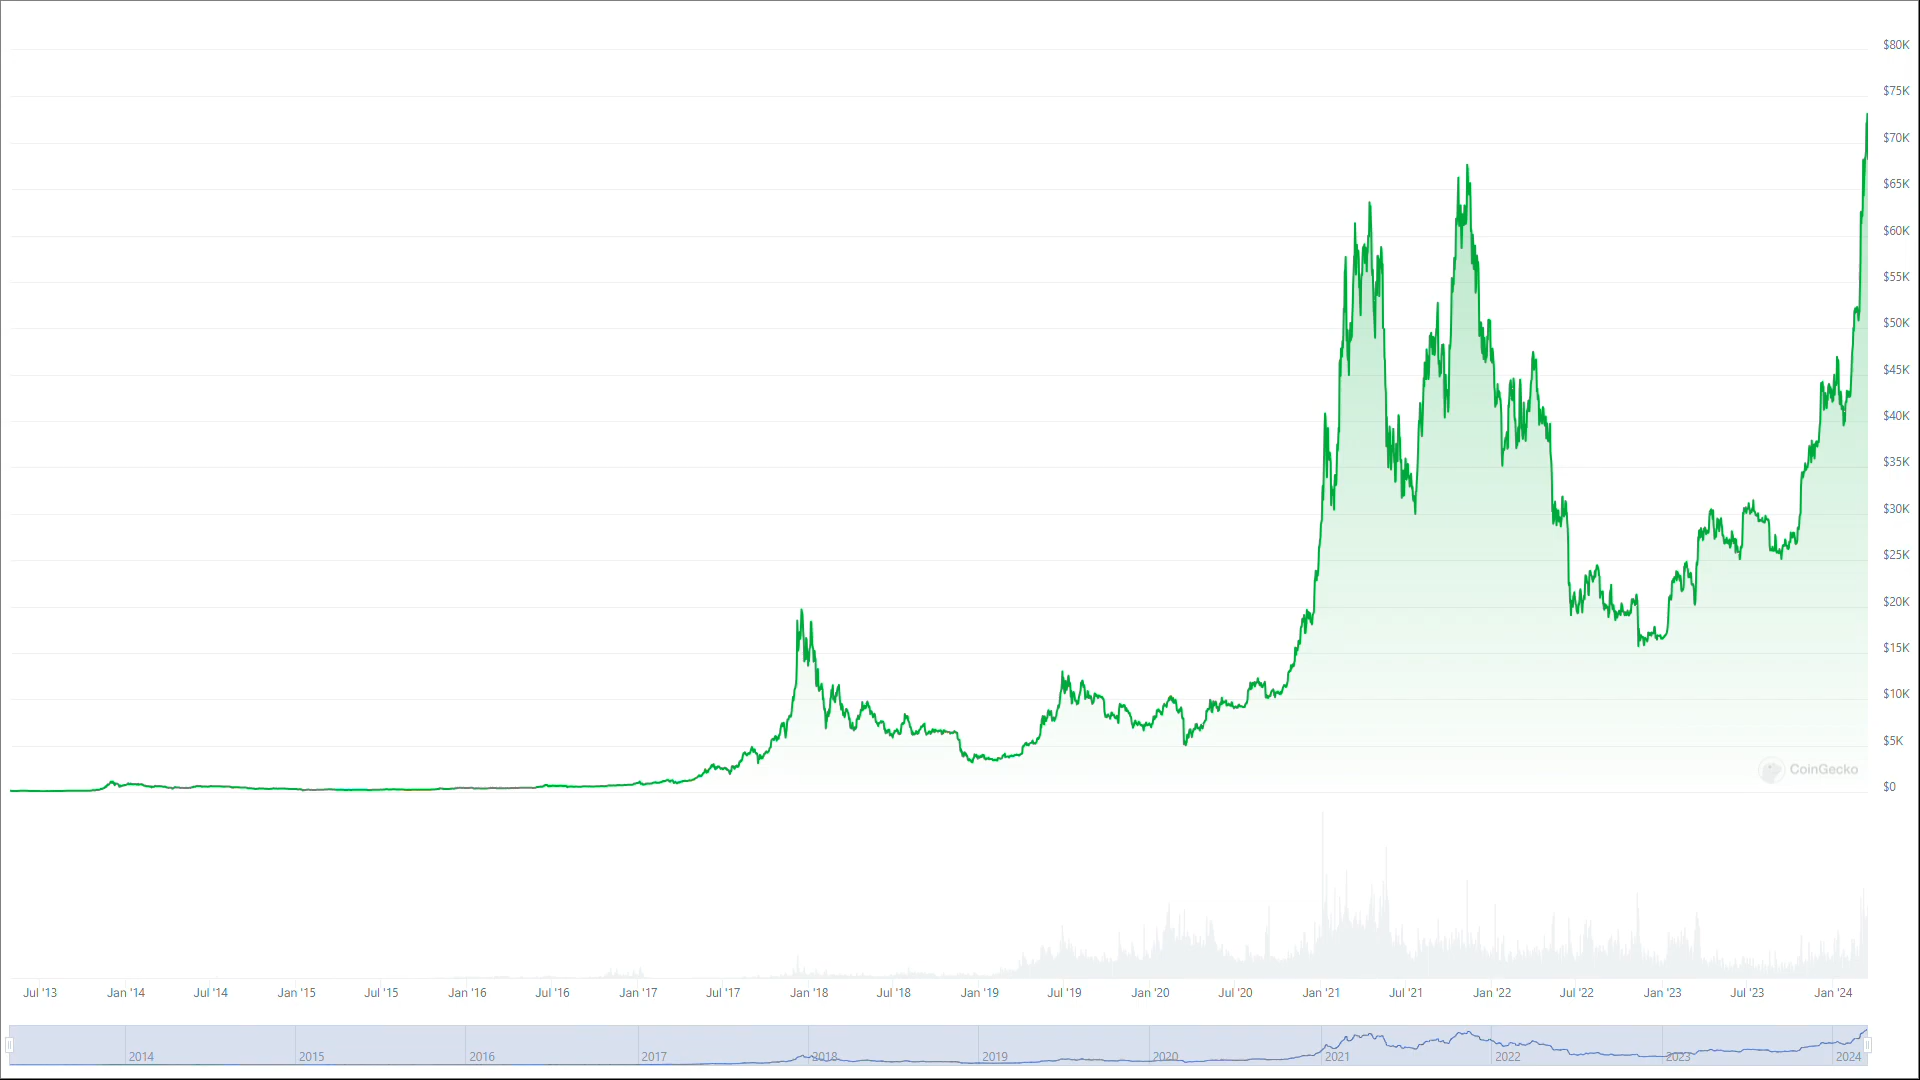 $80K
$75K
$70K
$65K
$60K
$55K
$50K
$45K
$40K
$35K
$30K
$25K
$20K
$15K
$10K
$5K
CoinGecko
$0
Jul '13 Jan '14 Jul '14 Jan '15 Jul '15 Jan '16 Jul '16 Jan '17 Jul '17 Jan '18 Jul '18 Jan '19 Jul '19 Jan '20 Jul '20 Jan '21 Jul '21 Jan '22 Jul '22 Jan '23 Jul '23 Jan '24
2014 2015 2016 2017 2018 2019 2020 2021 2022 2023 2024